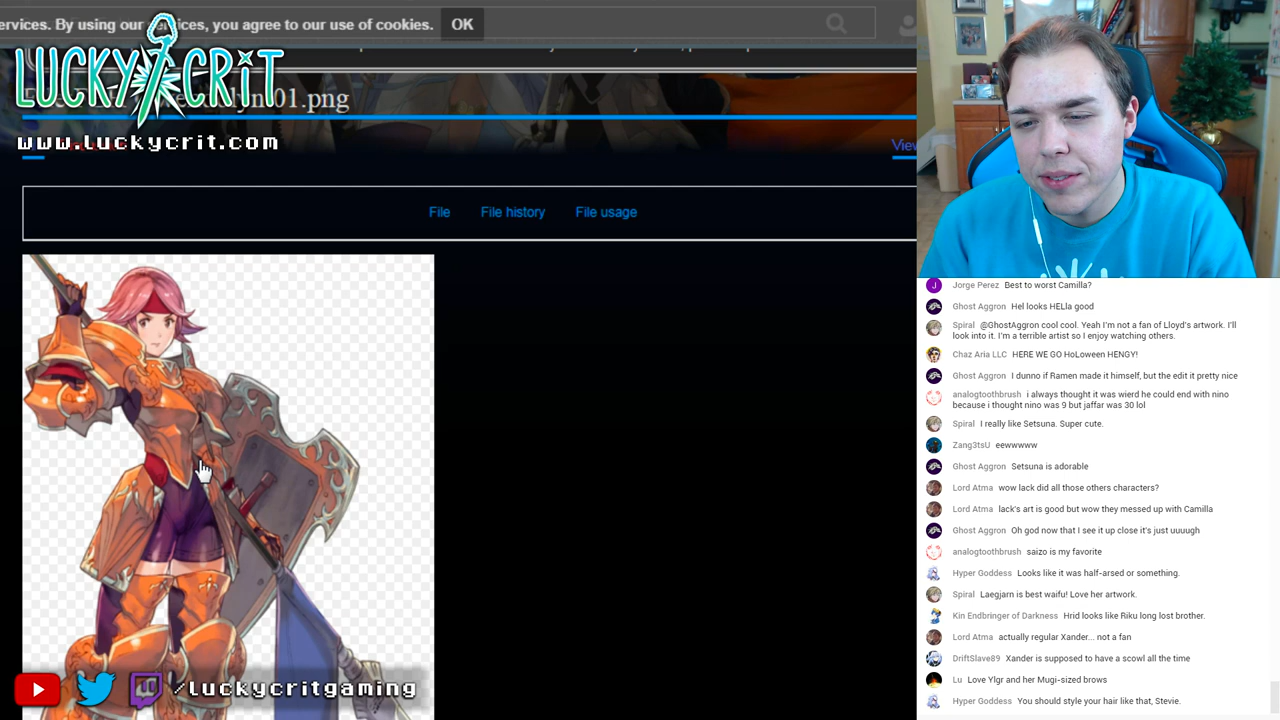 ervices. By using our services, you agree to our use of cookies.
OK
LUCKY CRiT
01.png
www.luckycrit.com
View
File
File history
File usage
/luckycritgaming
J
Jorge Perez Best to worst Camilla?
Ghost Aggron Hel looks HELla good
Spiral @GhostAggron cool cool. Yeah I'm not a fan of Lloyd's artwork. I'll
look into it. I'm a terrible artist so I enjoy watching others.
Chaz Aria LLC HERE WE GO HoLoween HENGY!
Ghost Aggron I dunno if Ramen made it himself, but the edit it pretty nice
analogtoothbrush i always thought it was wierd he could end with nino
because i thought nino was 9 but jaffar was 30 lol
Spiral I really like Setsuna. Super cute.
Zang3tsU eewwwww
Ghost Aggron Setsuna is adorable
Lord Atma wow lack did all those others characters?
Lord Atma lack's art is good but wow they messed up with Camilla
Ghost Aggron Oh god now that I see it up close it's just uuuugh
analogtoothbrush saizo is my favorite
Hyper Goddess Looks like it was half-arsed or something.
Spiral Laegjarn is best waifu! Love her artwork.
Kin Endbringer of Darkness Hrid looks like Riku long lost brother.
Lord Atma actually regular Xander... not a fan
DriftSlave89 Xander is supposed to have a scowl all the time
Lu Love Ylgr and her Mugi-sized brows
Hyper Goddess You should style your hair like that, Stevie.